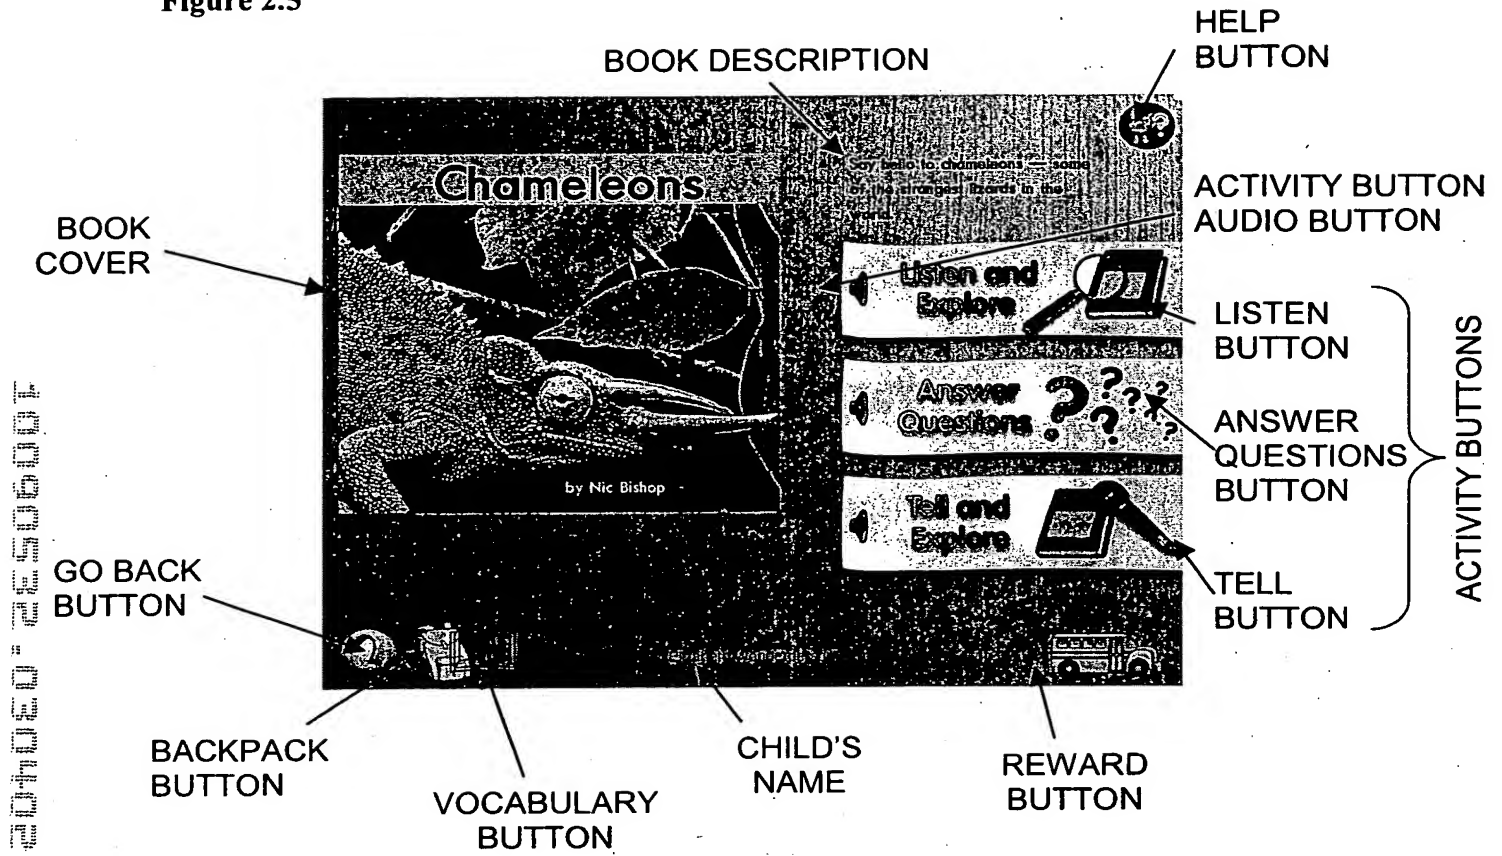 Figure 2.5
HELP
BUTTON
BOOK DESCRIPTION
Chameleons
Say hello to chameleons — some
of the strangest lizards in the
world.
ACTIVITY BUTTON
AUDIO BUTTON
BOOK
COVER
Listen and
Explore
LISTEN
BUTTON
Answer
Questions
ANSWER
QUESTIONS
BUTTON
ACTIVITY BUTTONS
by Nic Bishop
Tell and
Explore
TELL
BUTTON
GO BACK
BUTTON
BACKPACK
BUTTON
VOCABULARY
BUTTON
CHILD'S
NAME
REWARD
BUTTON